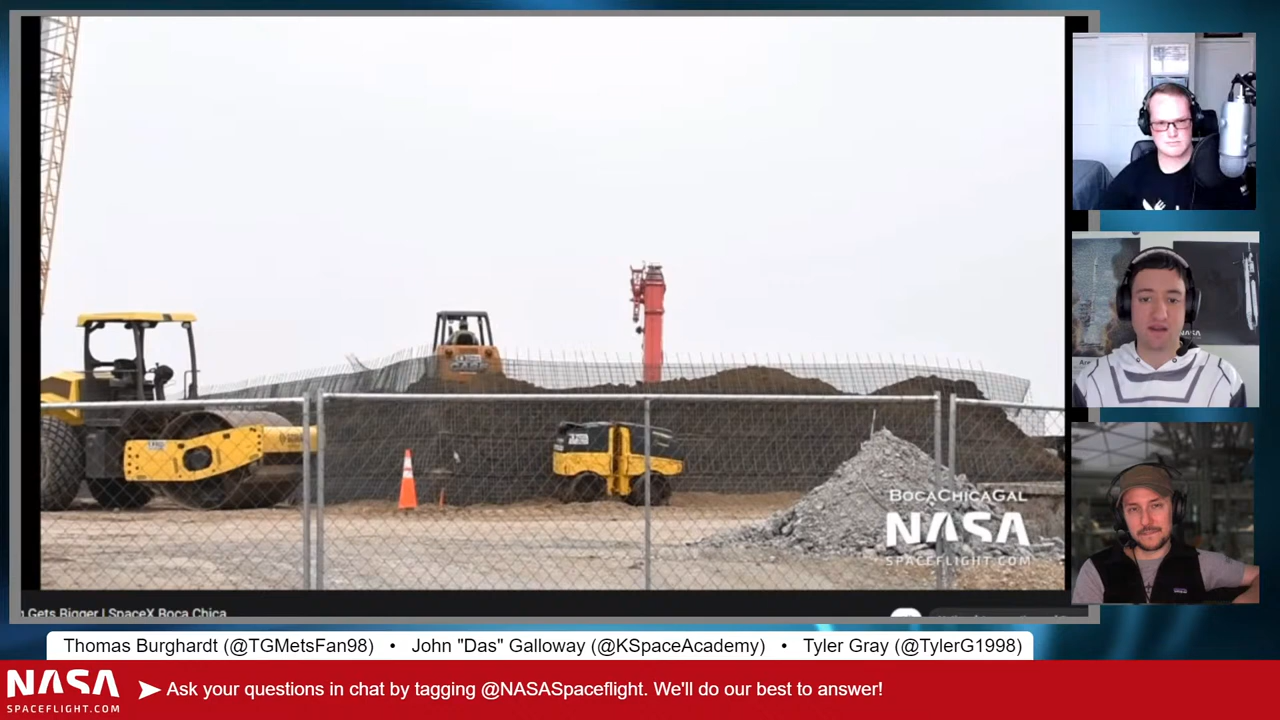 BOCACHICAGAL
NASA
SPACEFLIGHT.COM
Gets Bigger | SpaceX Boca Chica
Thomas Burghardt (@TGMetsFan98) • John "Das" Galloway (@KSpaceAcademy) • Tyler Gray (@TylerG1998)
NASA
SPACEFLIGHT.COM
Ask your questions in chat by tagging @NASASpaceflight. We'll do our best to answer!